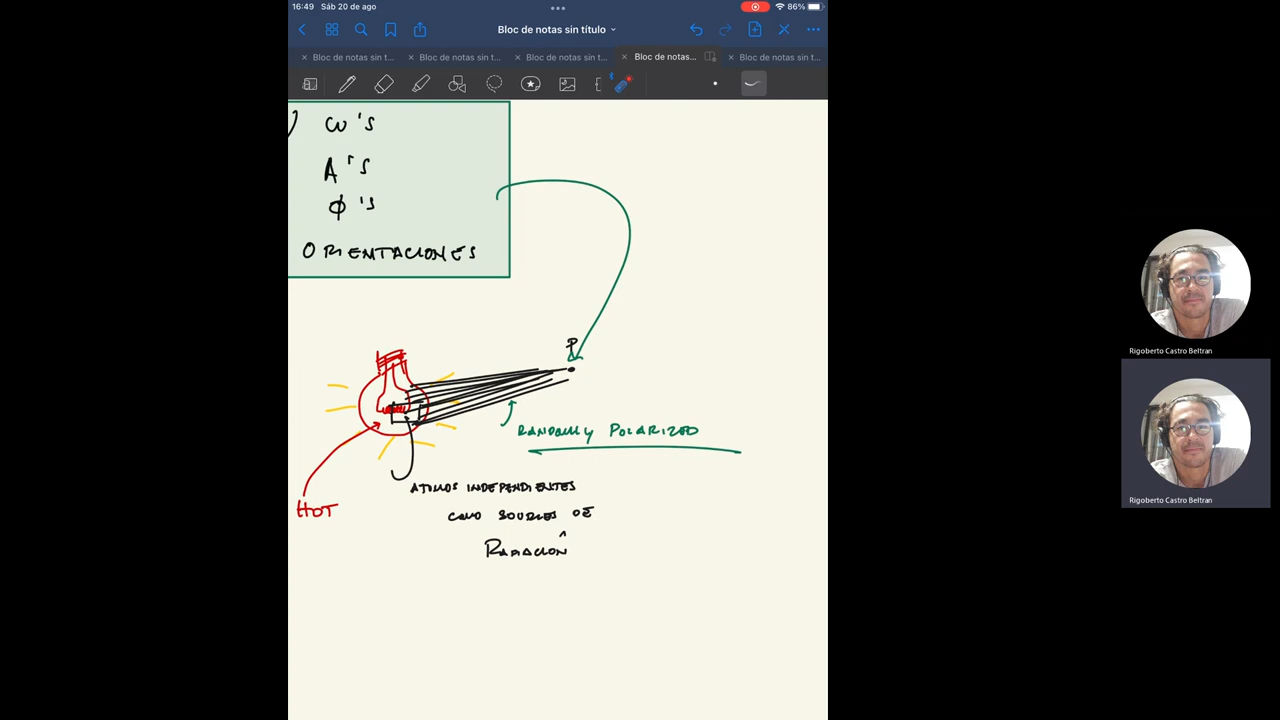 16:49 Sáb 20 de ago 86%
Bloc de notas sin título
Bloc de notas sin t...
Bloc de notas sin t...
Bloc de notas sin t...
Bloc de notas...
Bloc de notas sin t...
ω's
A's
ϕ's
ORIENTACIONES
P
RANDOMLY POLARIZED
HOT
ATOMOS INDEPENDIENTES
COMO SOURCES DE
RADIACION
Rigoberto Castro Beltran
Rigoberto Castro Beltran